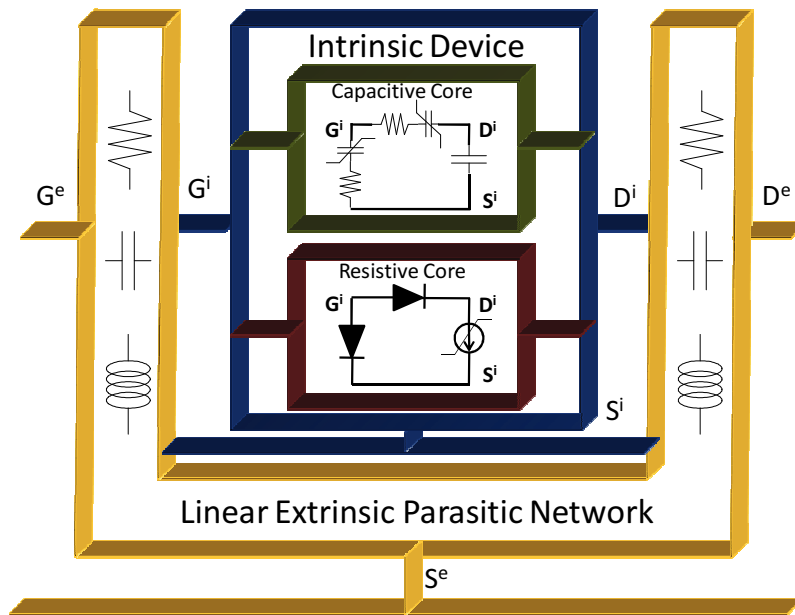 Intrinsic Device
Capacitive Core
Gⁱ
Dⁱ
Sⁱ
Gᵉ
Gⁱ
Dⁱ
Dᵉ
Resistive Core
Gⁱ
Dⁱ
Sⁱ
Sⁱ
Linear Extrinsic Parasitic Network
Sᵉ